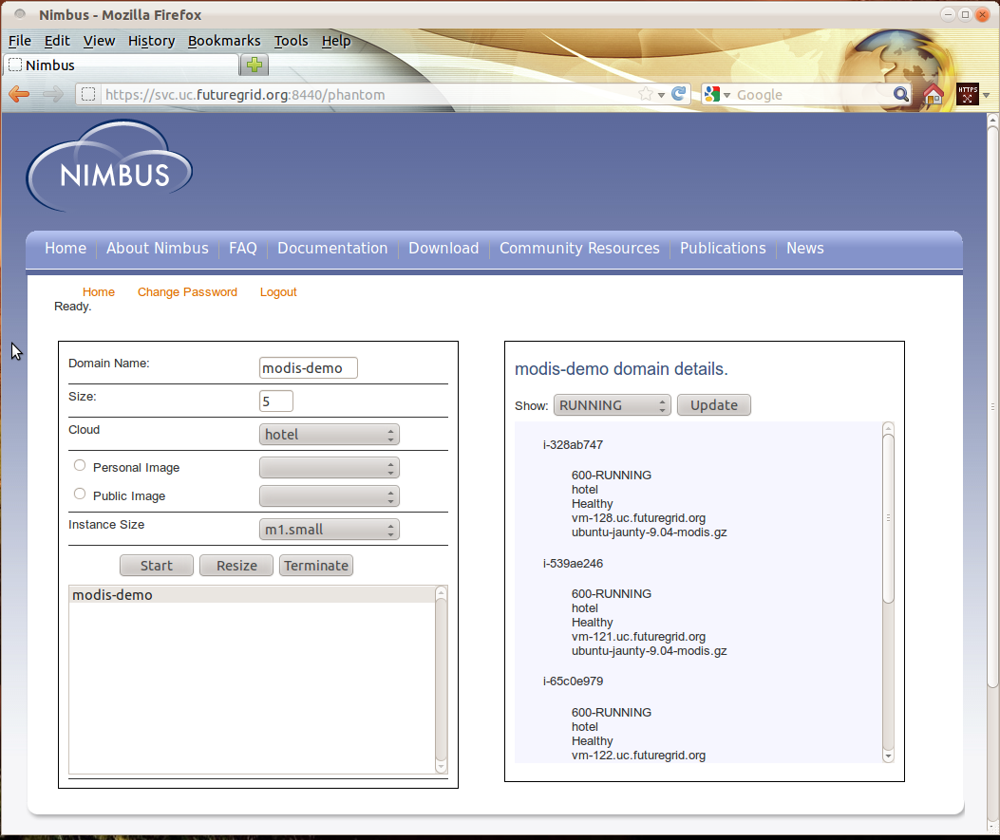 Nimbus - Mozilla Firefox
File Edit View History Bookmarks Tools Help
Nimbus
https://svc.uc.futuregrid.org:8440/phantom
Google
HTTPS
NIMBUS
Home About Nimbus FAQ Documentation Download Community Resources Publications News
Home Change Password Logout
Ready.
Domain Name: modis-demo
Size: 5
Cloud hotel
Personal Image
Public Image
Instance Size m1.small
Start Resize Terminate
modis-demo
modis-demo domain details.
Show: RUNNING Update
i-328ab747
600-RUNNING
hotel
Healthy
vm-128.uc.futuregrid.org
ubuntu-jaunty-9.04-modis.gz
i-539ae246
600-RUNNING
hotel
Healthy
vm-121.uc.futuregrid.org
ubuntu-jaunty-9.04-modis.gz
i-65c0e979
600-RUNNING
hotel
Healthy
vm-122.uc.futuregrid.org